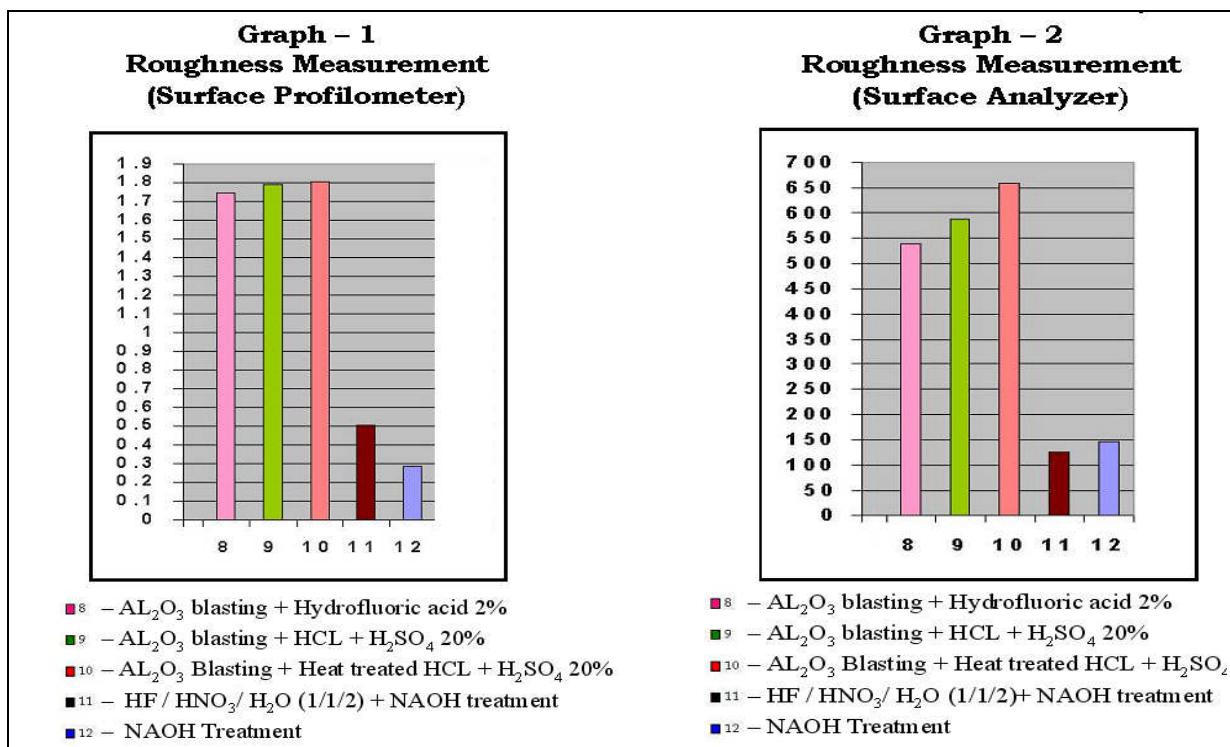 Graph – 1
Roughness Measurement
(Surface Profilometer)
1.9
1.8
1.7
1.6
1.5
1.4
1.3
1.2
1.1
1
0.9
0.8
0.7
0.6
0.5
0.4
0.3
0.2
0.1
0
8 9 10 11 12
8 – AL₂O₃ blasting + Hydrofluoric acid 2%
9 – AL₂O₃ blasting + HCL + H₂SO₄ 20%
10 – AL₂O₃ Blasting + Heat treated HCL + H₂SO₄ 20%
11 – HF / HNO₃/ H₂O (1/1/2) + NAOH treatment
12 – NAOH Treatment
Graph – 2
Roughness Measurement
(Surface Analyzer)
700
650
600
550
500
450
400
350
300
250
200
150
100
50
0
8 9 10 11 12
8 – AL₂O₃ blasting + Hydrofluoric acid 2%
9 – AL₂O₃ blasting + HCL + H₂SO₄ 20%
10 – AL₂O₃ Blasting + Heat treated HCL + H₂SO₄
11 – HF / HNO₃/ H₂O (1/1/2)+ NAOH treatment
12 – NAOH Treatment